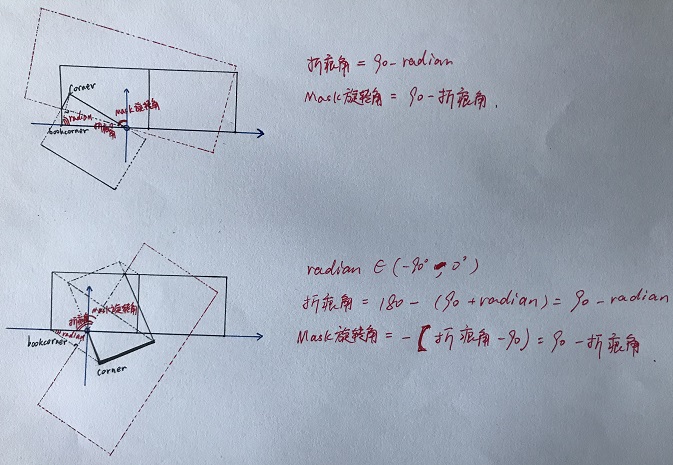 折痕角 = 90 - radian
Mask旋转角 = 90 - 折痕角.
corner
Mask旋转角
radian
折痕角
bookcorner
radian ∈ (-90°, 0°)
折痕角 = 180 - (90 + radian) = 90 - radian
Mask旋转角 = - [折痕角 - 90) = 90 - 折痕角.
折痕角
Mask旋转角
radian
bookcorner
corner